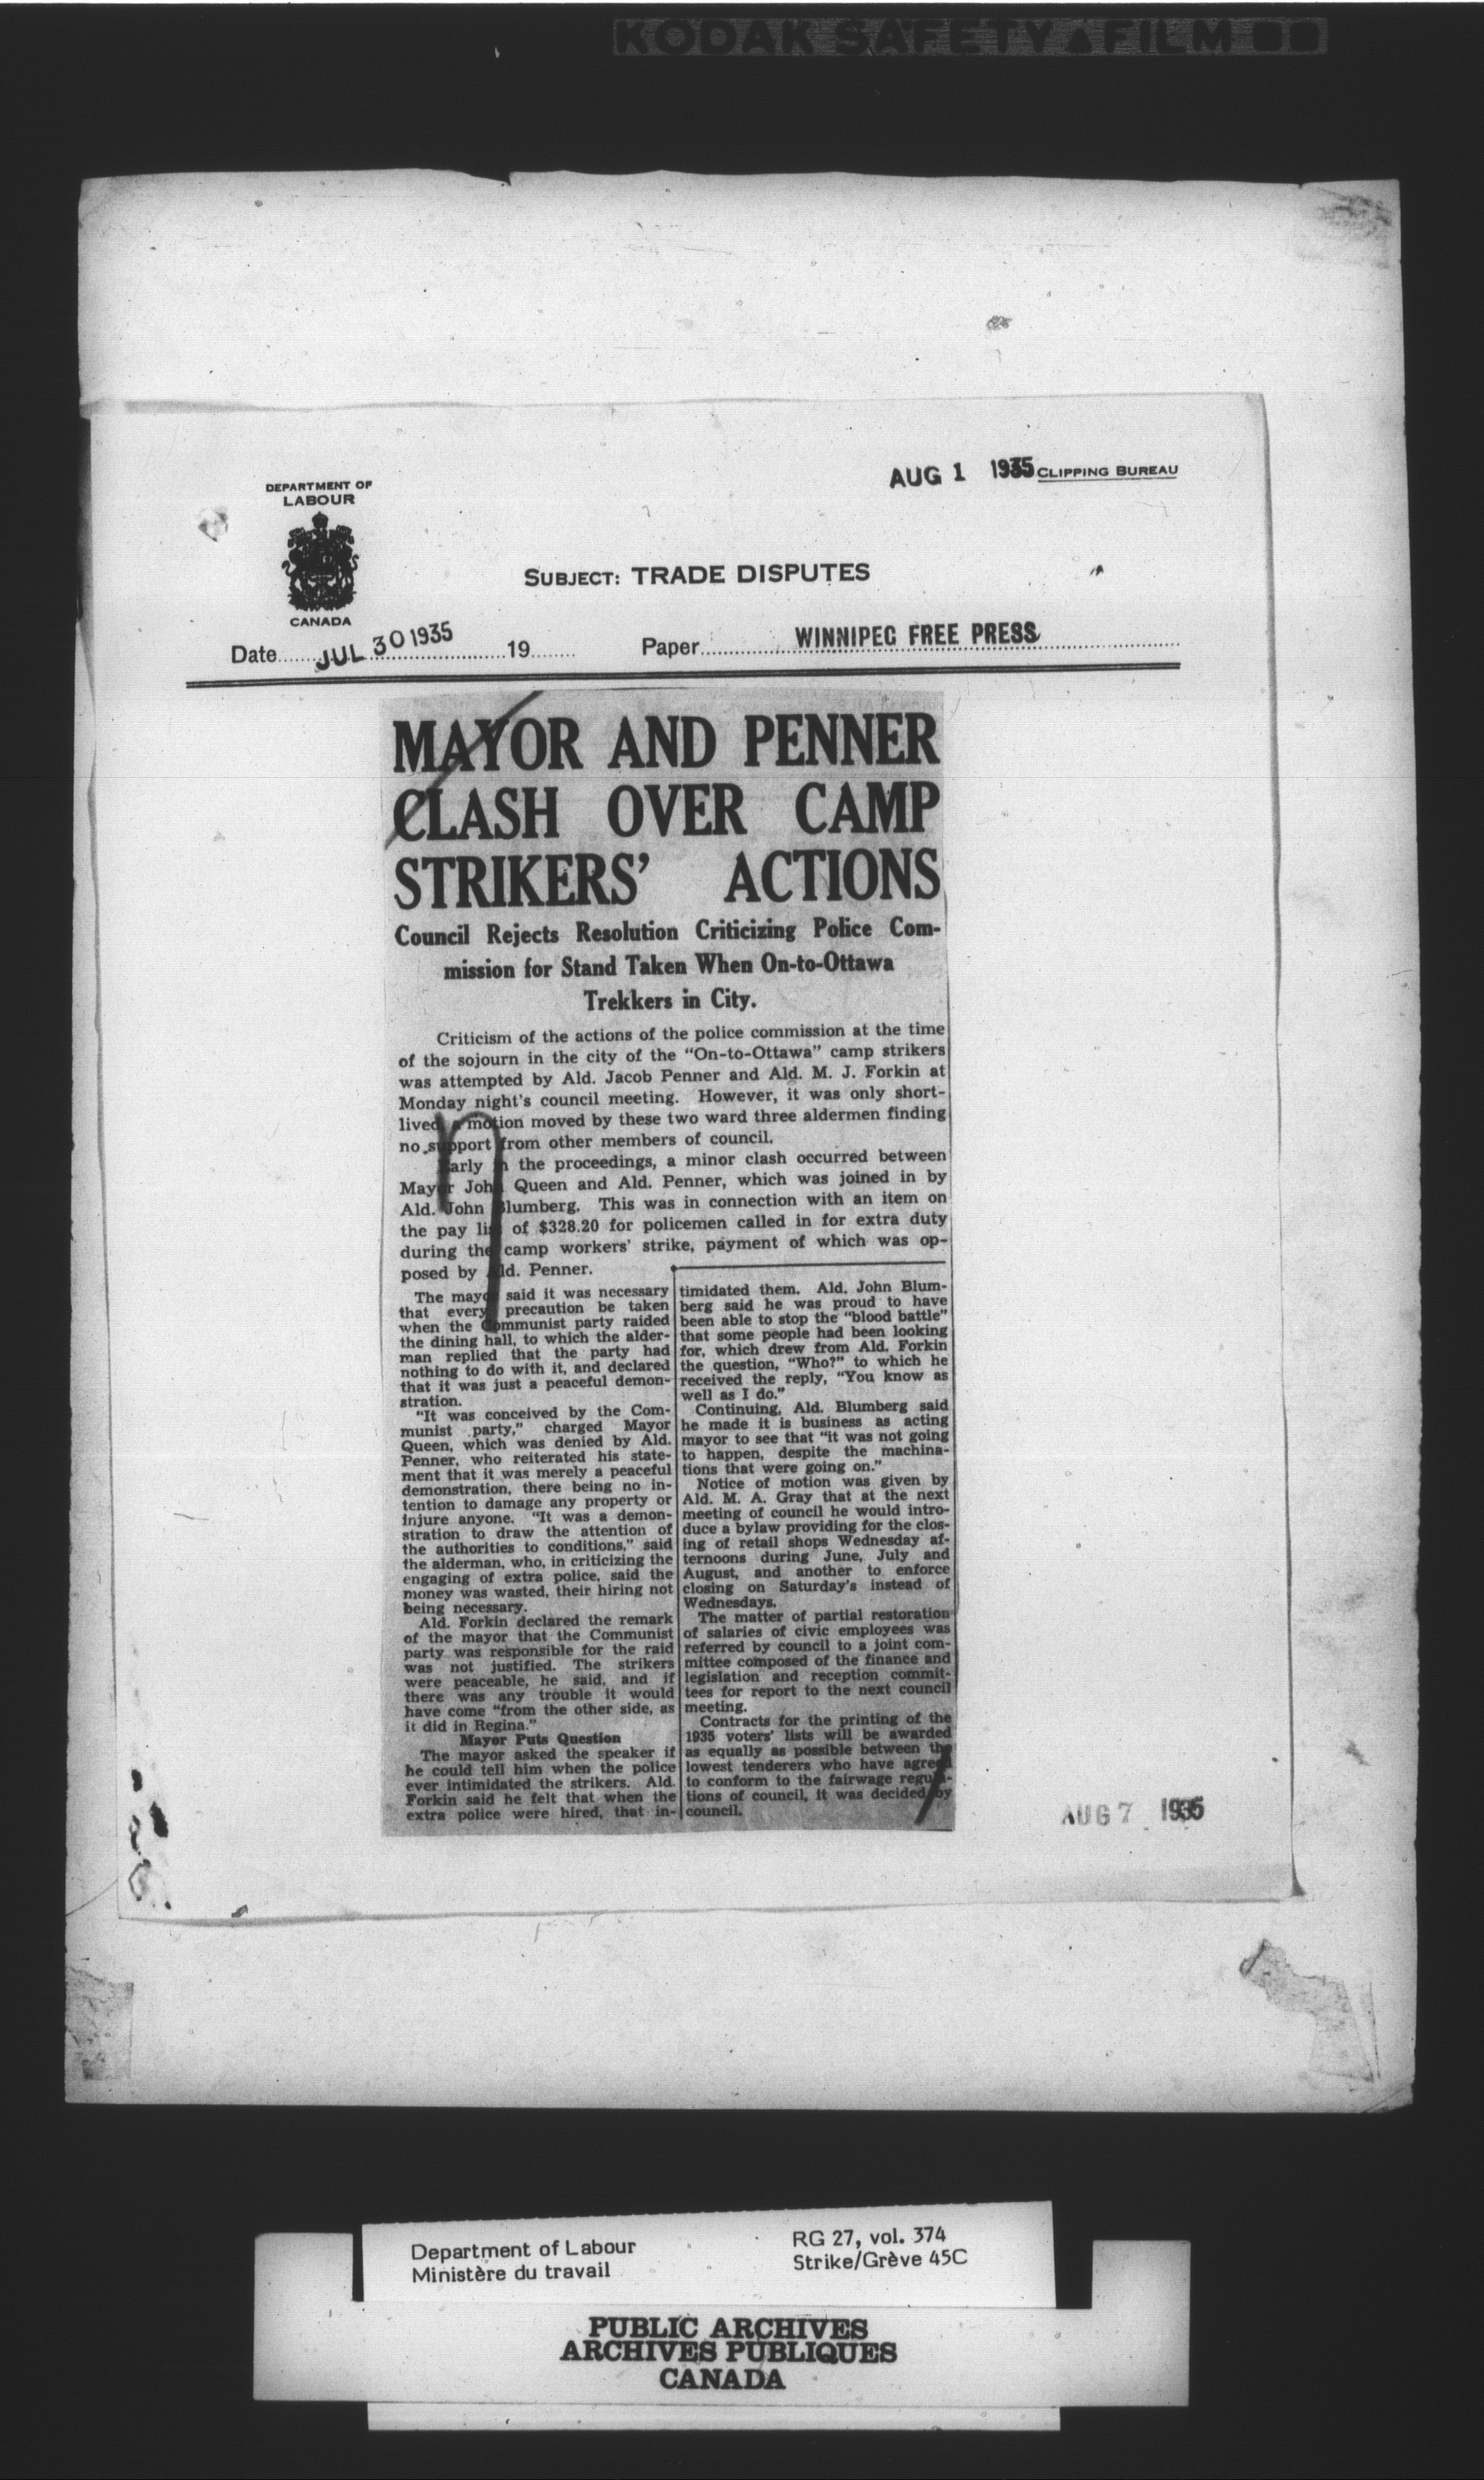 KODAK SAFETY ▲ FILM
AUG 1 1935 CLIPPING BUREAU
DEPARTMENT OF
LABOUR
CANADA
SUBJECT: TRADE DISPUTES
Date JUL 30 1935 19 Paper WINNIPEG FREE PRESS
MAYOR AND PENNER
CLASH OVER CAMP
STRIKERS' ACTIONS
Council Rejects Resolution Criticizing Police Com-
mission for Stand Taken When On-to-Ottawa
Trekkers in City.
Criticism of the actions of the police commission at the time
of the sojourn in the city of the "On-to-Ottawa" camp strikers
was attempted by Ald. Jacob Penner and Ald. M. J. Forkin at
Monday night's council meeting. However, it was only short-
lived, a motion moved by these two ward three aldermen finding
no support from other members of council.
Early in the proceedings, a minor clash occurred between
Mayor John Queen and Ald. Penner, which was joined in by
Ald. John Blumberg. This was in connection with an item on
the pay list of $328.20 for policemen called in for extra duty
during the camp workers' strike, payment of which was op-
posed by Ald. Penner.
The mayor said it was necessary
that every precaution be taken
when the Communist party raided
the dining hall, to which the alder-
man replied that the party had
nothing to do with it, and declared
that it was just a peaceful demon-
stration.
"It was conceived by the Com-
munist party," charged Mayor
Queen, which was denied by Ald.
Penner, who reiterated his state-
ment that it was merely a peaceful
demonstration, there being no in-
tention to damage any property or
injure anyone. "It was a demon-
stration to draw the attention of
the authorities to conditions," said
the alderman, who, in criticizing the
engaging of extra police, said the
money was wasted, their hiring not
being necessary.
Ald. Forkin declared the remark
of the mayor that the Communist
party was responsible for the raid
was not justified. The strikers
were peaceable, he said, and if
there was any trouble it would
have come "from the other side, as
it did in Regina."
Mayor Puts Question
The mayor asked the speaker if
he could tell him when the police
ever intimidated the strikers. Ald.
Forkin said he felt that when the
extra police were hired, that in-
timidated them. Ald. John Blum-
berg said he was proud to have
been able to stop the "blood battle"
that some people had been looking
for, which drew from Ald. Forkin
the question, "Who?" to which he
received the reply, "You know as
well as I do."
Continuing, Ald. Blumberg said
he made it is business as acting
mayor to see that "it was not going
to happen, despite the machina-
tions that were going on."
Notice of motion was given by
Ald. M. A. Gray that at the next
meeting of council he would intro-
duce a bylaw providing for the clos-
ing of retail shops Wednesday af-
ternoons during June, July and
August, and another to enforce
closing on Saturday's instead of
Wednesdays.
The matter of partial restoration
of salaries of civic employees was
referred by council to a joint com-
mittee composed of the finance and
legislation and reception commit-
tees for report to the next council
meeting.
Contracts for the printing of the
1935 voters' lists will be awarded
as equally as possible between the
lowest tenderers who have agreed
to conform to the fairwage regula-
tions of council, it was decided by
council.
AUG 7 1935
Department of Labour
Ministère du travail
RG 27, vol. 374
Strike/Grève 45C
PUBLIC ARCHIVES
ARCHIVES PUBLIQUES
CANADA